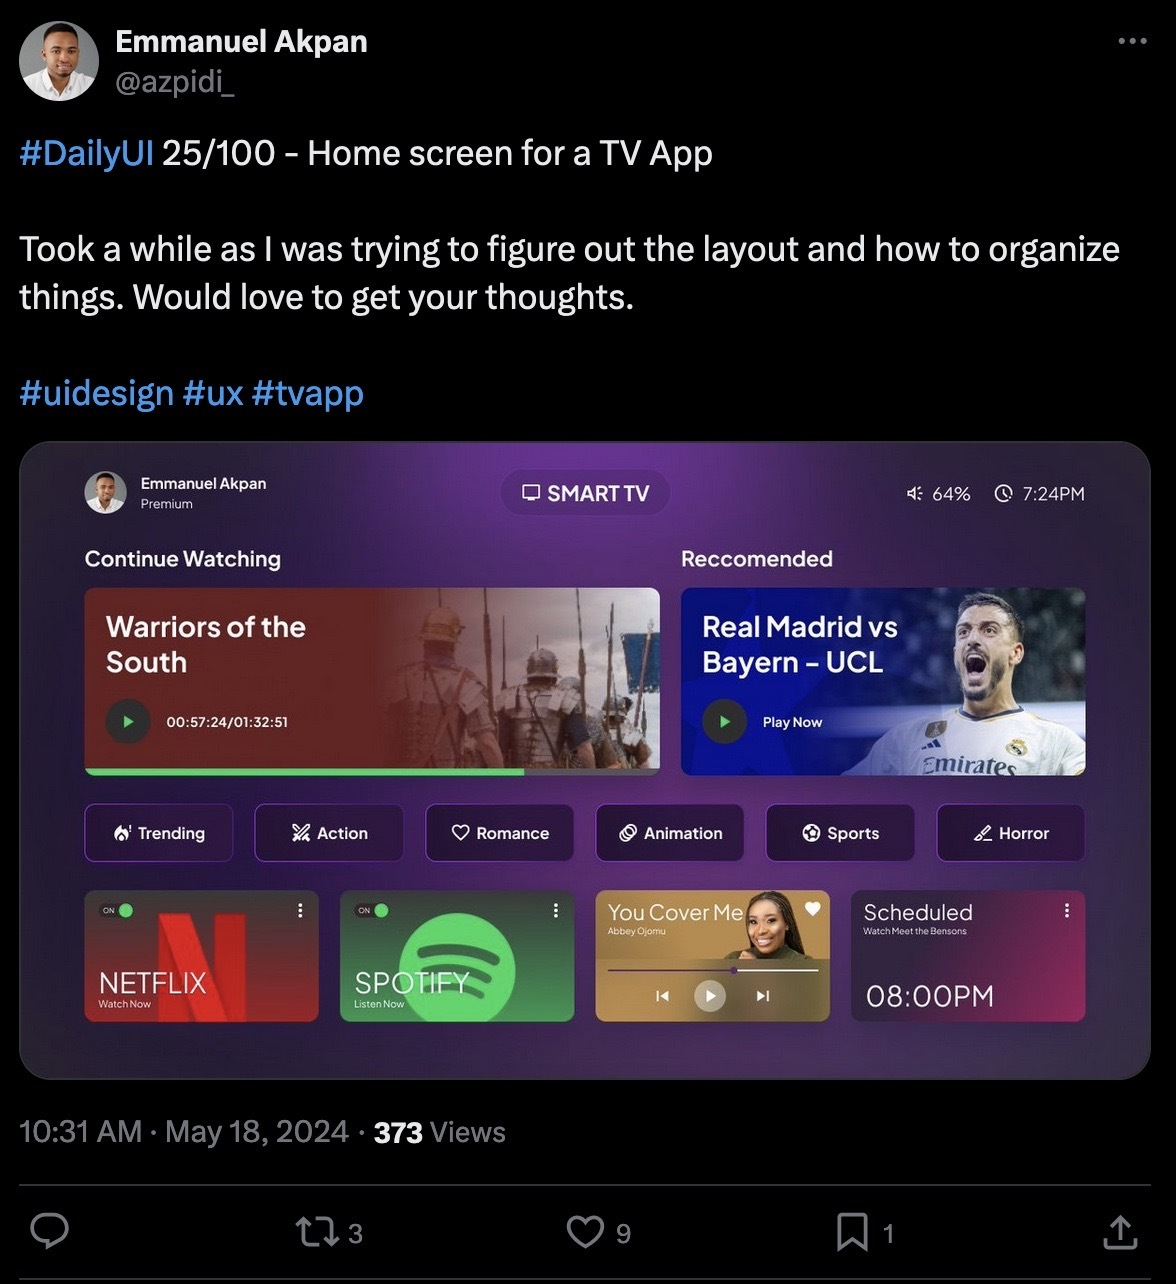 Emmanuel Akpan
@azpidi_
#DailyUI 25/100 - Home screen for a TV App
Took a while as I was trying to figure out the layout and how to organize
things. Would love to get your thoughts.
#uidesign #ux #tvapp
Emmanuel Akpan
Premium
SMART TV
64%
7:24PM
Continue Watching
Reccomended
Warriors of the
South
00:57:24/01:32:51
Real Madrid vs
Bayern – UCL
Play Now
Emirates
Trending
Action
Romance
Animation
Sports
Horror
ON
NETFLIX
Watch Now
ON
SPOTIFY
Listen Now
You Cover Me
Abbey Ojomu
Scheduled
Watch Meet the Bensons
08:00PM
10:31 AM · May 18, 2024 · 373 Views
3
9
1